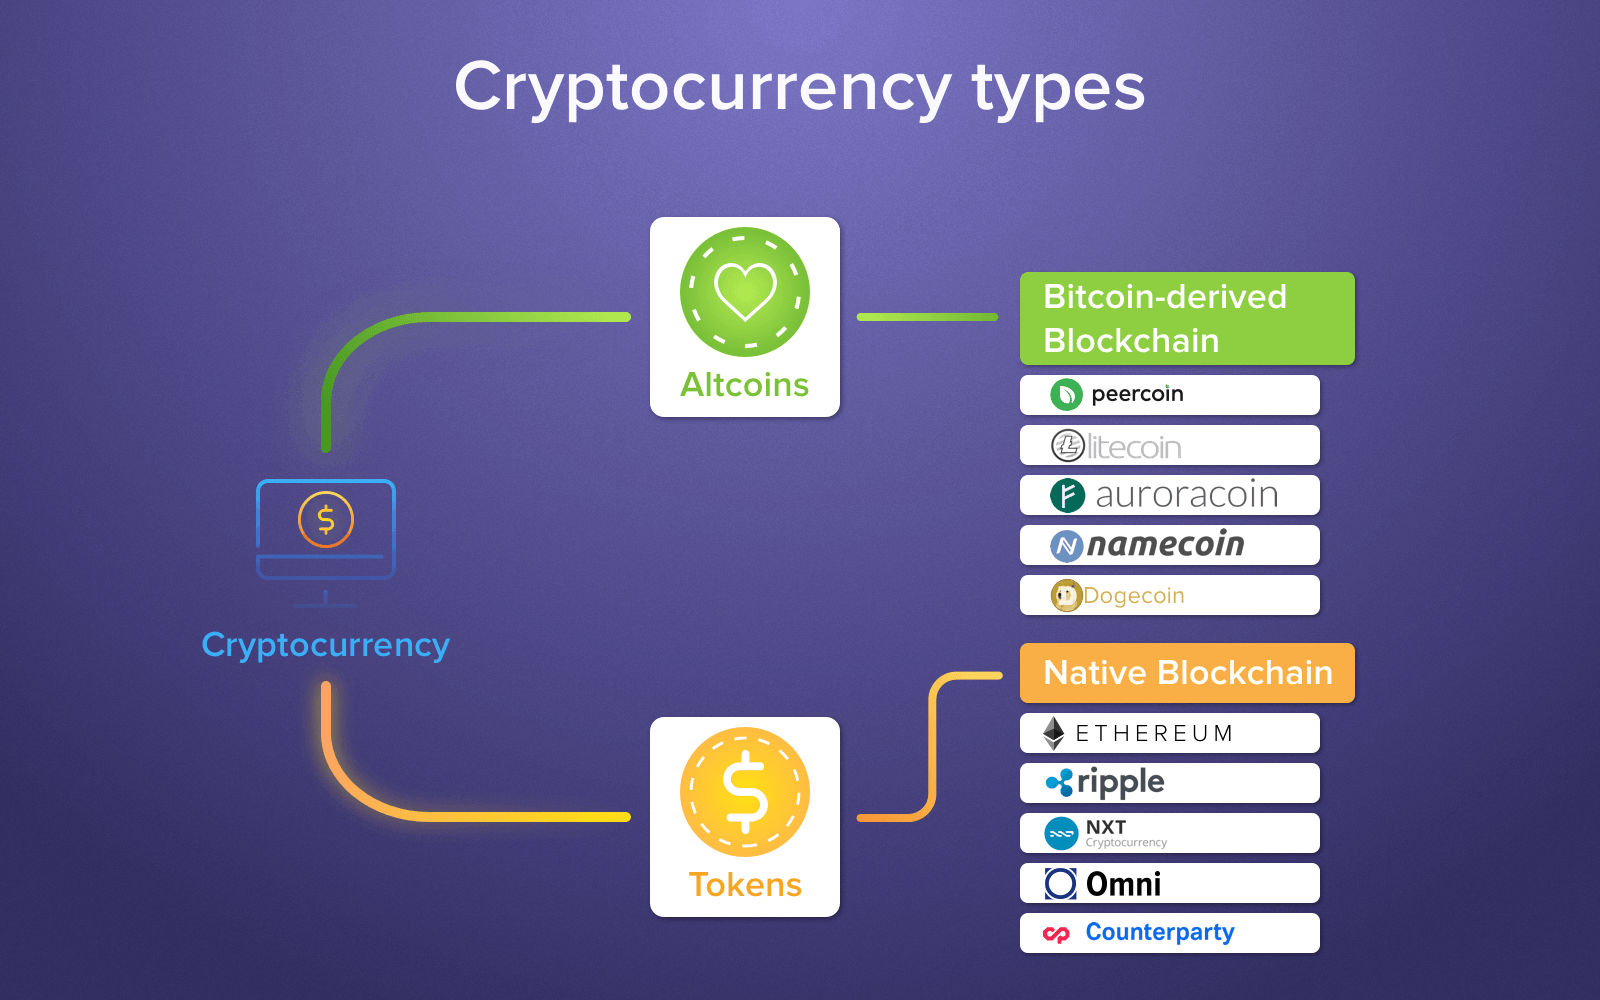 Cryptocurrency types
Altcoins
Bitcoin-derived
Blockchain
peercoin
litecoin
auroracoin
namecoin
Dogecoin
Cryptocurrency
Native Blockchain
ETHEREUM
ripple
NXT
Cryptocurrency
Omni
Counterparty
Tokens